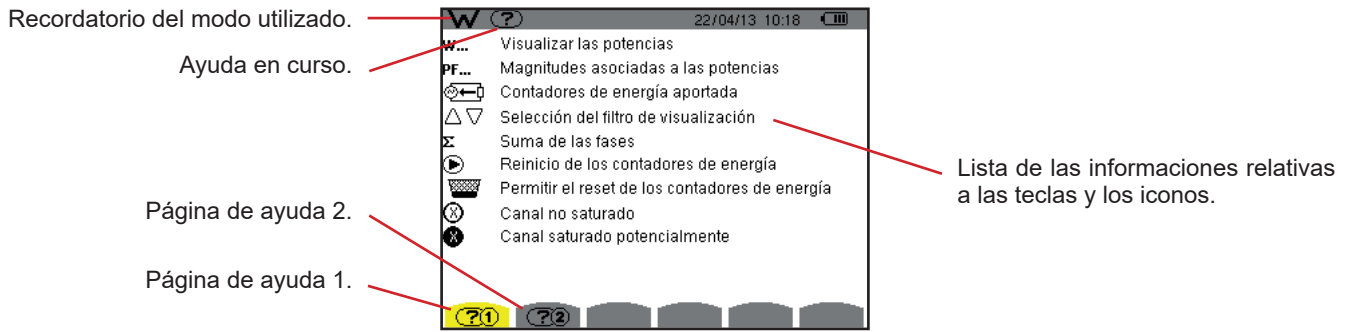 Recordatorio del modo utilizado.
Ayuda en curso.
Página de ayuda 2.
Página de ayuda 1.
W ? 22/04/13 10:18
W... Visualizar las potencias
PF... Magnitudes asociadas a las potencias
Contadores de energía aportada
Selección del filtro de visualización
Σ Suma de las fases
Reinicio de los contadores de energía
Permitir el reset de los contadores de energía
X Canal no saturado
X Canal saturado potencialmente
?1 ?2
Lista de las informaciones relativas
a las teclas y los iconos.